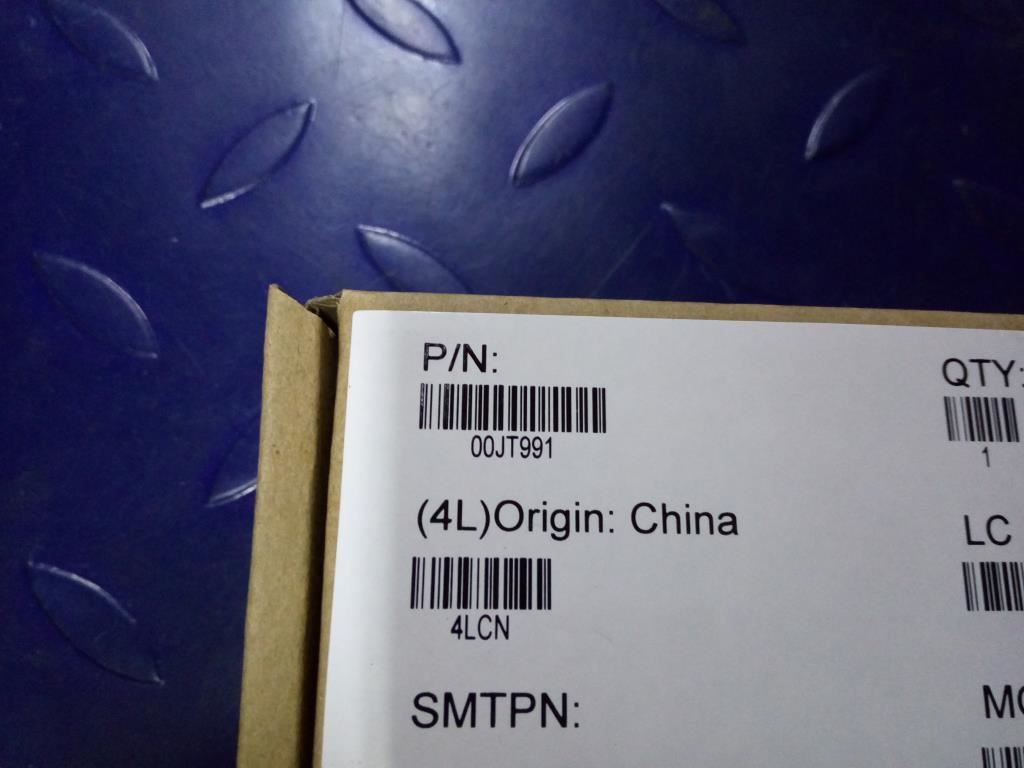 P/N:
00JT991
QTY:
1
(4L)Origin: China
4LCN
LC
SMTPN: